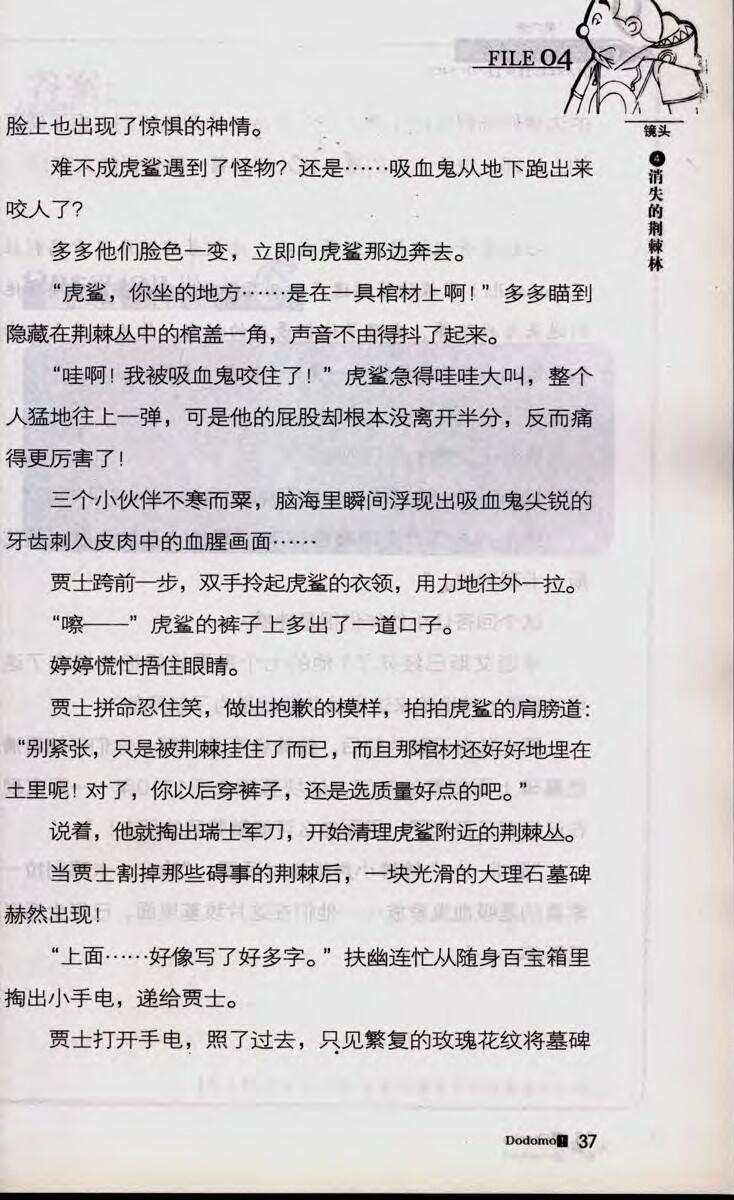 FILE 04
镜头
④消失的荆棘林
脸上也出现了惊惧的神情。
难不成虎鲨遇到了怪物？还是……吸血鬼从地下跑出来
咬人了？
多多他们脸色一变，立即向虎鲨那边奔去。
“虎鲨，你坐的地方……是在一具棺材上啊！”多多瞄到
隐藏在荆棘丛中的棺盖一角，声音不由得抖了起来。
“哇啊！我被吸血鬼咬住了！”虎鲨急得哇哇大叫，整个
人猛地往上一弹，可是他的屁股却根本没离开半分，反而痛
得更厉害了！
三个小伙伴不寒而粟，脑海里瞬间浮现出吸血鬼尖锐的
牙齿刺入皮肉中的血腥画面……
贾士跨前一步，双手拎起虎鲨的衣领，用力地往外一拉。
“嚓——”虎鲨的裤子上多出了一道口子。
婷婷慌忙捂住眼睛。
贾士拼命忍住笑，做出抱歉的模样，拍拍虎鲨的肩膀道：
“别紧张，只是被荆棘挂住了而已，而且那棺材还好好地埋在
土里呢！对了，你以后穿裤子，还是选质量好点的吧。”
说着，他就掏出瑞士军刀，开始清理虎鲨附近的荆棘丛。
当贾士割掉那些碍事的荆棘后，一块光滑的大理石墓碑
赫然出现！
“上面……好像写了好多字。”扶幽连忙从随身百宝箱里
掏出小手电，递给贾士。
贾士打开手电，照了过去，只见繁复的玫瑰花纹将墓碑
Dodomo! 37